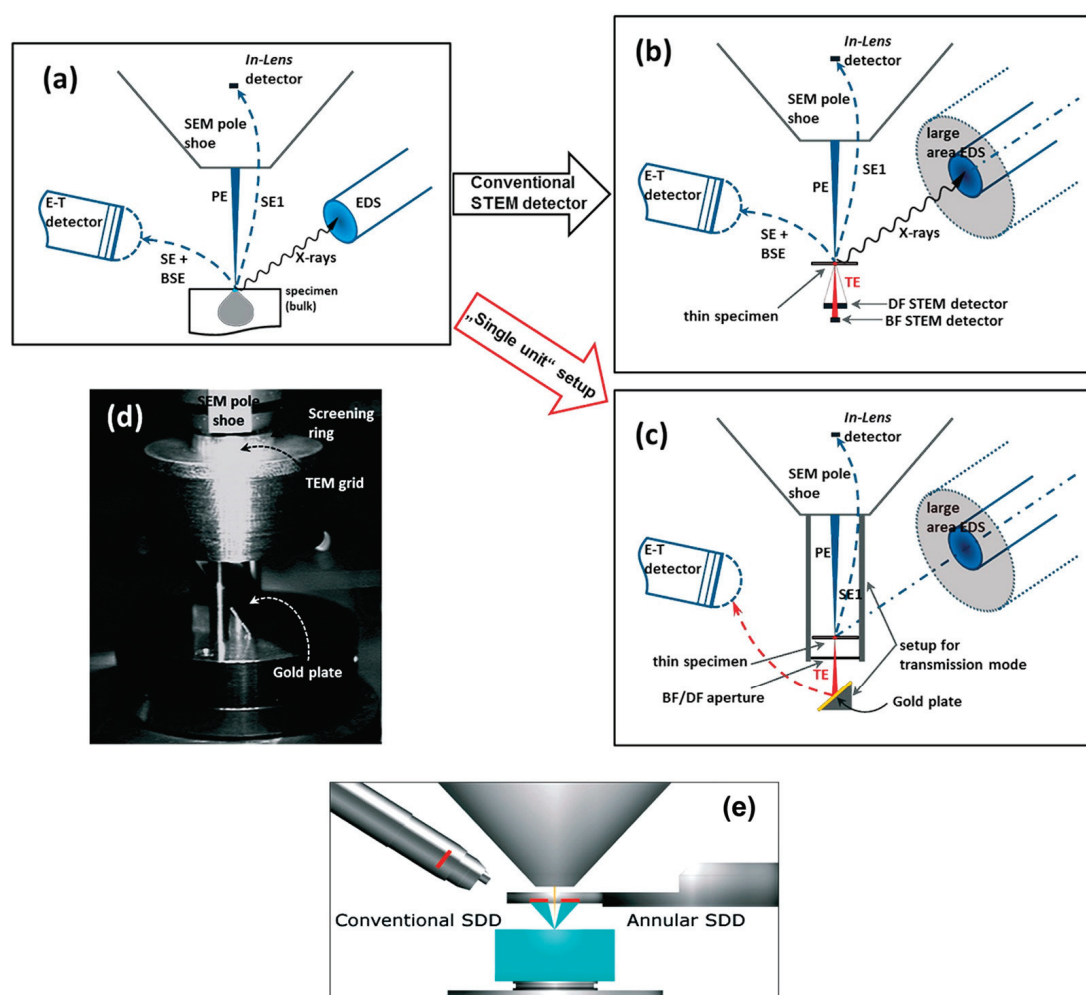 (a)
In-Lens
detector
SEM pole
shoe
E-T
detector
PE
SE1
EDS
SE +
BSE
X-rays
specimen
(bulk)
Conventional
STEM detector
„Single unit“ setup
(b)
In-Lens
detector
SEM pole
shoe
large
area EDS
E-T
detector
PE
SE1
SE +
BSE
X-rays
TE
thin specimen
DF STEM detector
BF STEM detector
(c)
In-Lens
detector
SEM pole
shoe
large
area EDS
E-T
detector
PE
SE1
thin specimen
setup for
transmission mode
TE
BF/DF aperture
Gold plate
(d)
SEM pole
shoe
Screening
ring
TEM grid
Gold plate
(e)
Conventional SDD
Annular SDD